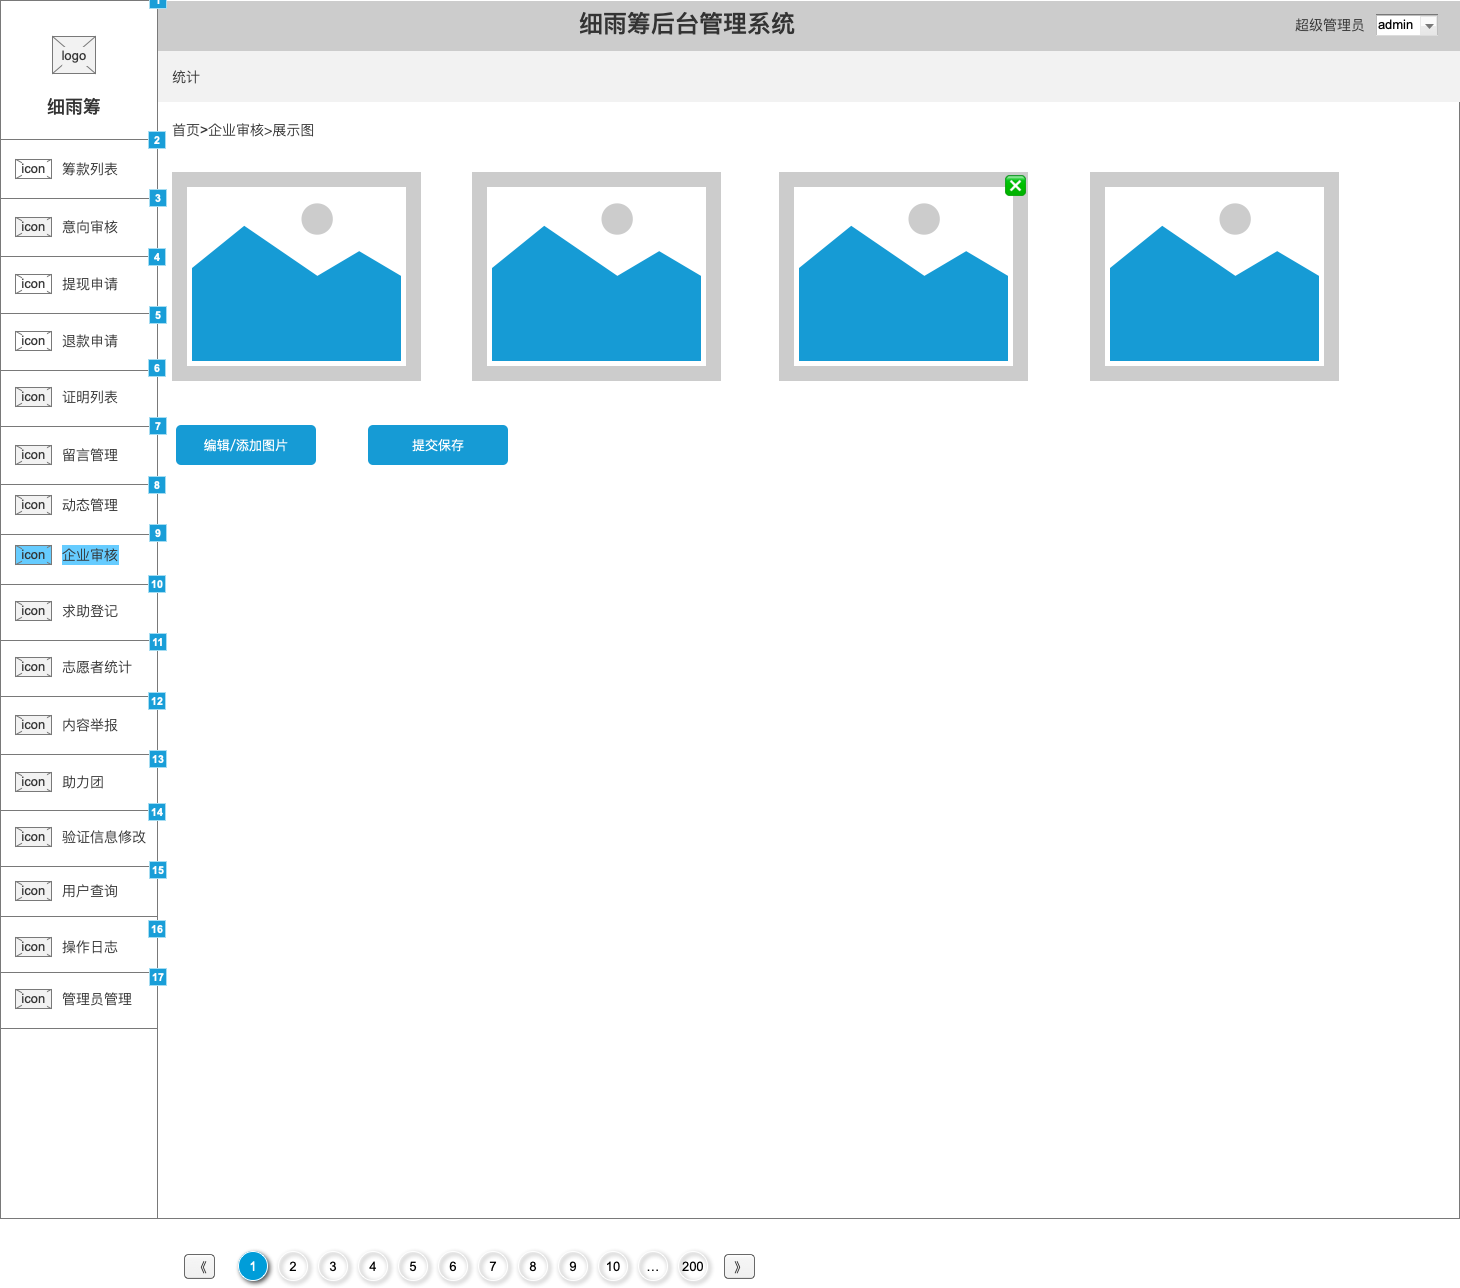 1
细雨筹后台管理系统
超级管理员 admin
logo
细雨筹
统计
首页>企业审核>展示图
2
icon 筹款列表
3
icon 意向审核
4
icon 提现申请
5
icon 退款申请
6
icon 证明列表
7
icon 留言管理
8
icon 动态管理
9
icon 企业审核
10
icon 求助登记
11
icon 志愿者统计
12
icon 内容举报
13
icon 助力团
14
icon 验证信息修改
15
icon 用户查询
16
icon 操作日志
17
icon 管理员管理
编辑/添加图片 提交保存
《 1 2 3 4 5 6 7 8 9 10 ... 200 》